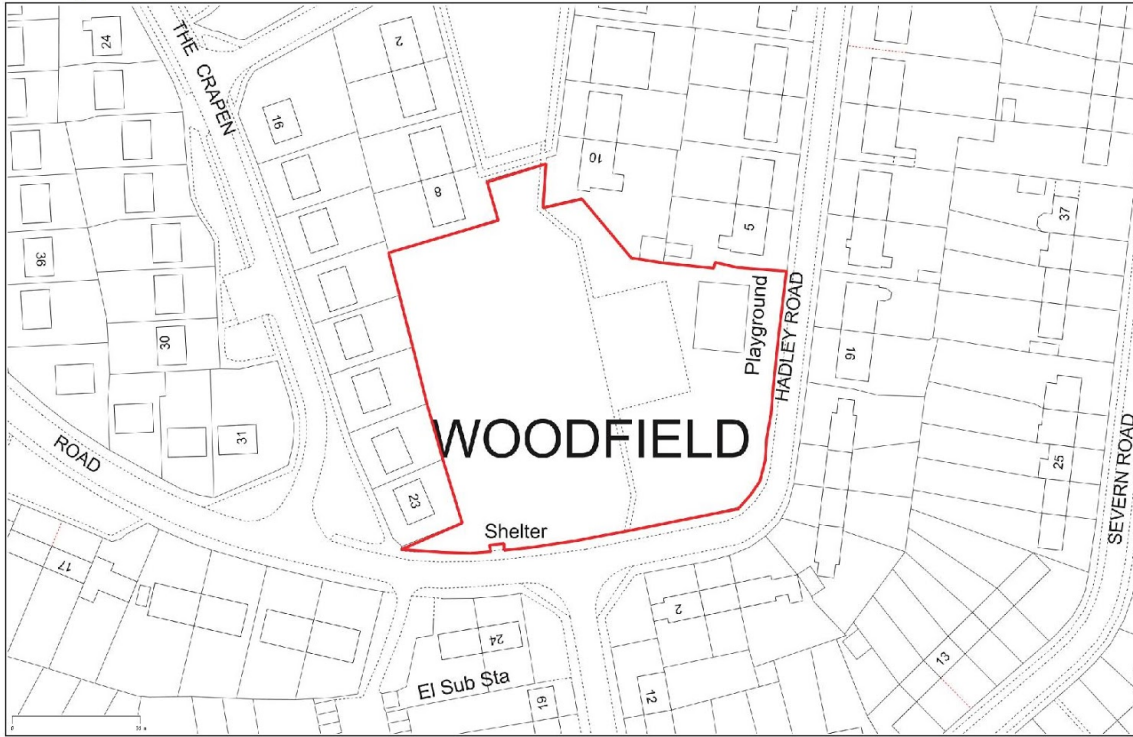 24
THE CRAPEN
2
16
10
8
5
37
36
Playground
HADLEY ROAD
30
16
WOODFIELD
31
ROAD
23
25
SEVERN ROAD
Shelter
17
2
24
13
El Sub Sta
19
12
0